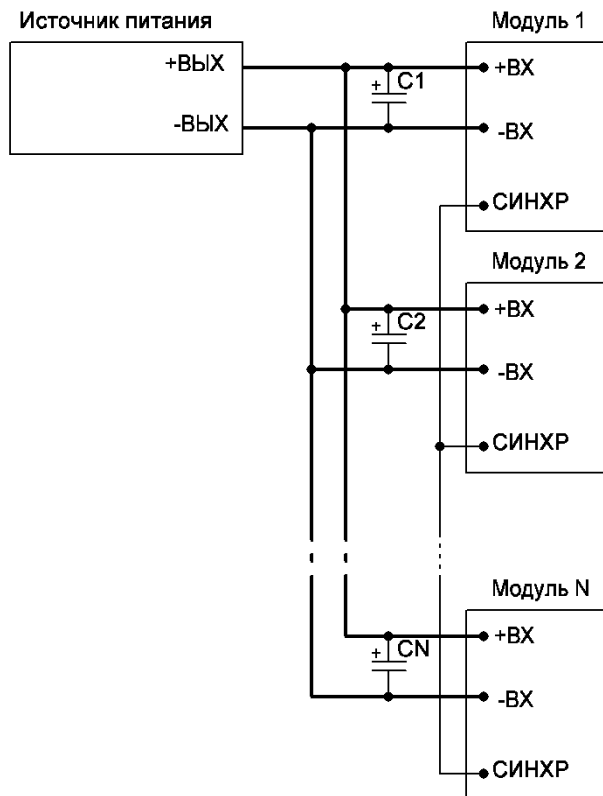 Источник питания
+ВЫХ
-ВЫХ
+ C1
Модуль 1
+ВХ
-ВХ
СИНХР
Модуль 2
+ C2
+ВХ
-ВХ
СИНХР
Модуль N
+ CN
+ВХ
-ВХ
СИНХР